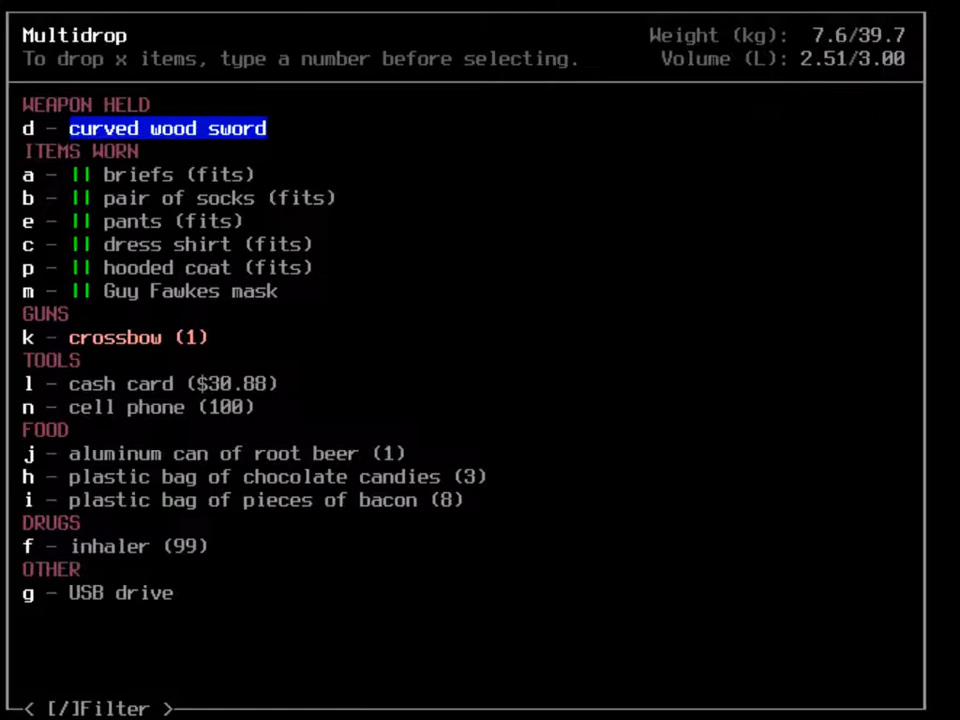 Multidrop Weight (kg): 7.6/39.7
To drop x items, type a number before selecting. Volume (L): 2.51/3.00
WEAPON HELD
d - curved wood sword
ITEMS WORN
a - || briefs (fits)
b - || pair of socks (fits)
e - || pants (fits)
c - || dress shirt (fits)
p - || hooded coat (fits)
m - || Guy Fawkes mask
GUNS
k - crossbow (1)
TOOLS
l - cash card ($30.88)
n - cell phone (100)
FOOD
j - aluminum can of root beer (1)
h - plastic bag of chocolate candies (3)
i - plastic bag of pieces of bacon (8)
DRUGS
f - inhaler (99)
OTHER
g - USB drive
< [/]Filter >